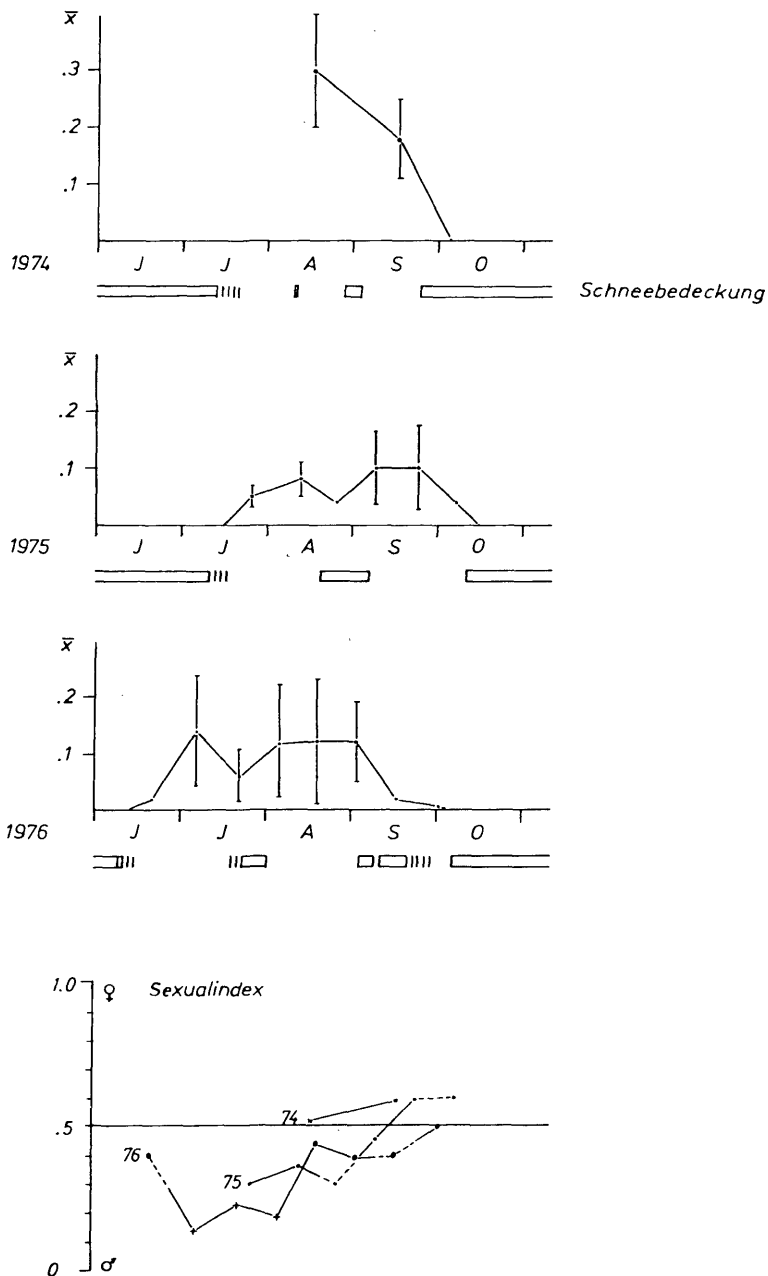 x̄
.3
.2
.1
1974 J J A S O
Schneebedeckung
x̄
.2
.1
1975 J J A S O
x̄
.2
.1
1976 J J A S O
1.0 ♀ Sexualindex
74
.5
76
75
0 ♂